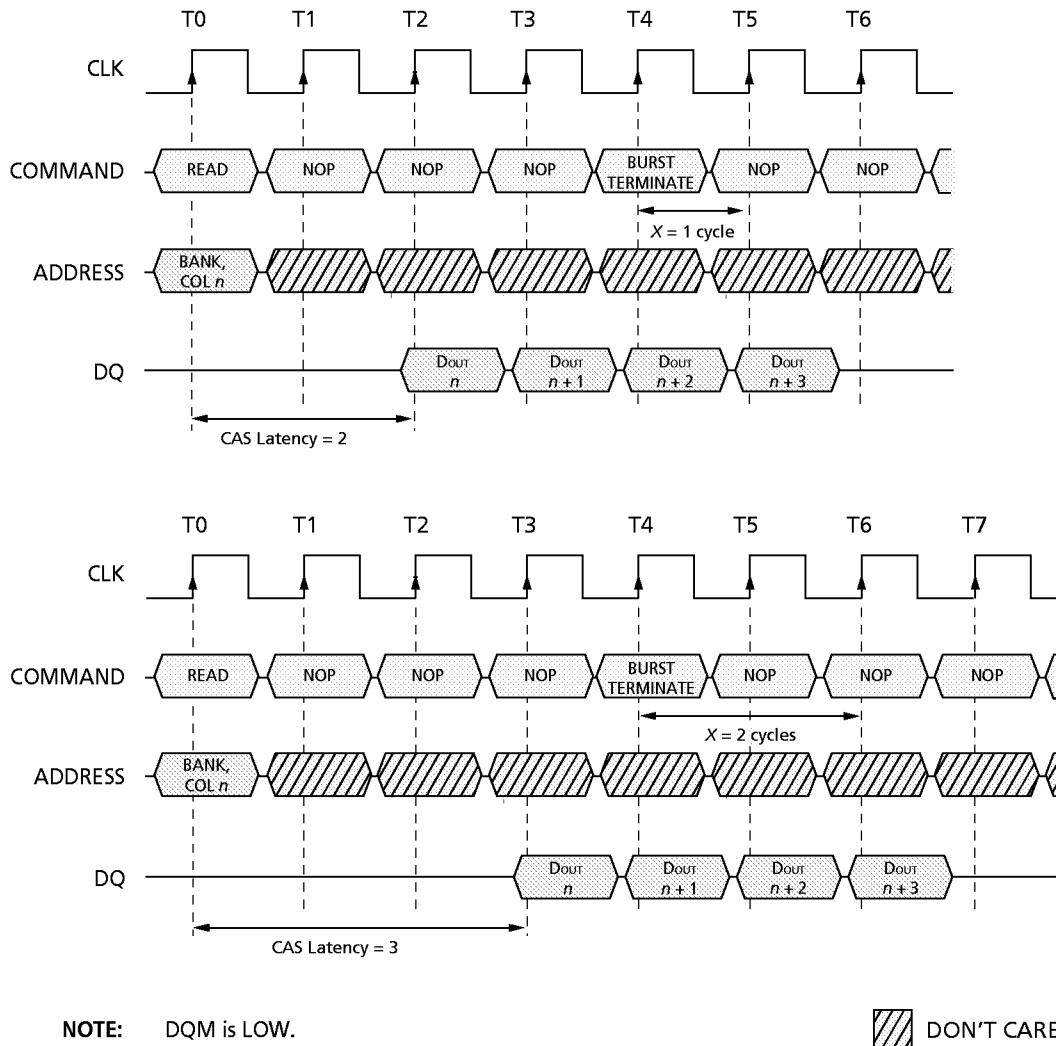 T0 T1 T2 T3 T4 T5 T6
CLK
COMMAND READ NOP NOP NOP BURST TERMINATE NOP NOP
X = 1 cycle
ADDRESS BANK, COL n
DQ DOUT n DOUT n + 1 DOUT n + 2 DOUT n + 3
CAS Latency = 2
T0 T1 T2 T3 T4 T5 T6 T7
CLK
COMMAND READ NOP NOP NOP BURST TERMINATE NOP NOP NOP
X = 2 cycles
ADDRESS BANK, COL n
DQ DOUT n DOUT n + 1 DOUT n + 2 DOUT n + 3
CAS Latency = 3
NOTE: DQM is LOW. DON'T CARE